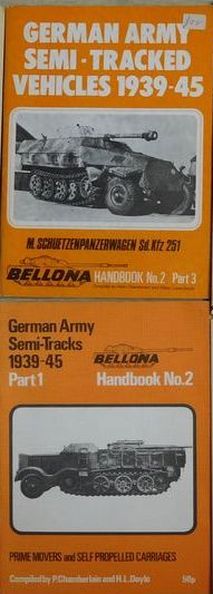 GERMAN ARMY
SEMI-TRACKED
VEHICLES 1939-45
M. SCHUETZENPANZERWAGEN Sd.Kfz 251
BELLONA HANDBOOK No.2 Part 3
German Army
Semi-Tracks
1939-45
Part 1
BELLONA
Handbook No.2
PRIME MOVERS and SELF PROPELLED CARRIAGES
Compiled by P.Chamberlain and H.L.Doyle